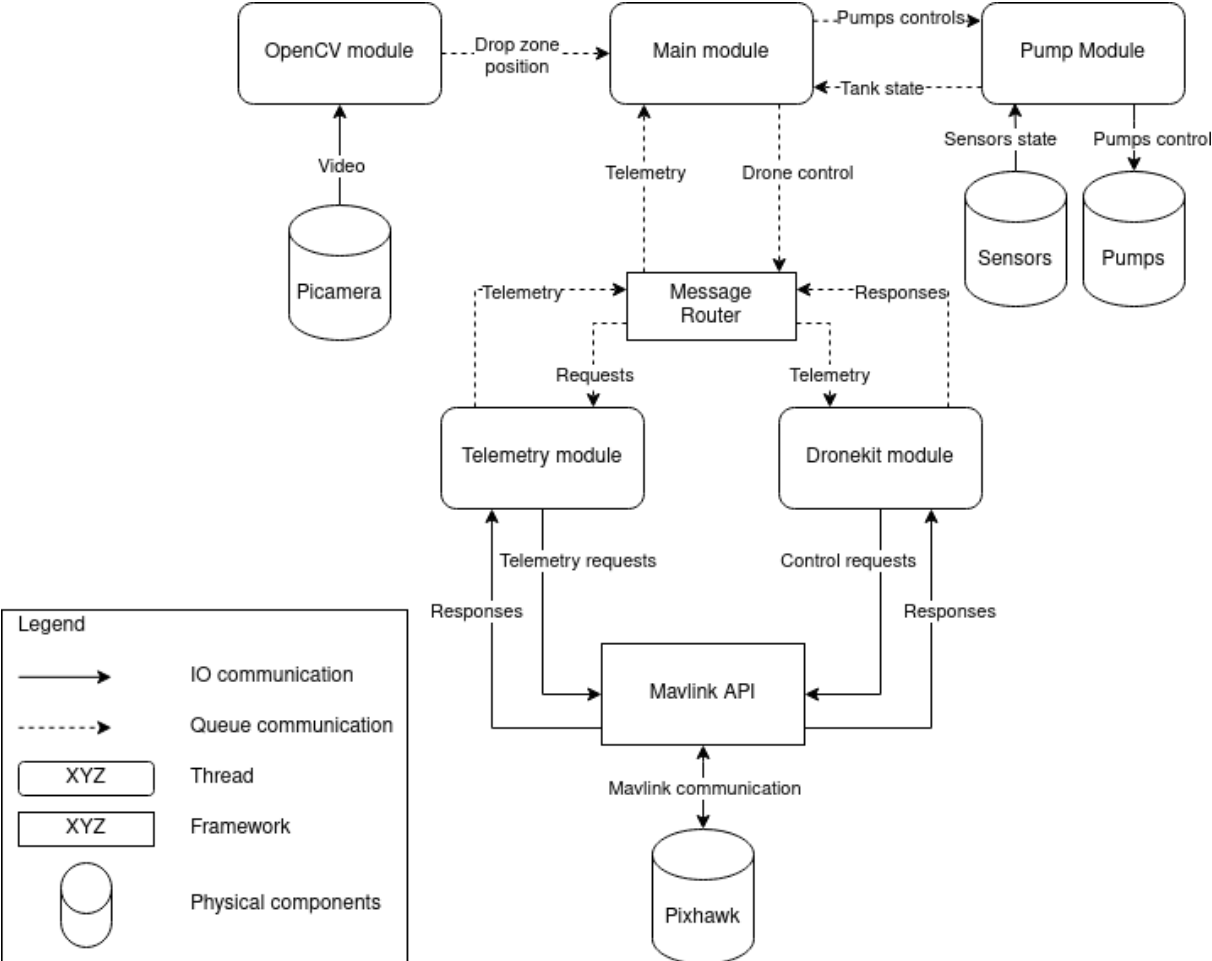 Pumps controls
OpenCV module
Drop zone
position
Main module
Pump Module
Tank state
Video
Telemetry
Drone control
Sensors state
Pumps control
Picamera
Sensors
Pumps
Telemetry
Message
Router
Responses
Requests
Telemetry
Telemetry module
Dronekit module
Telemetry requests
Control requests
Responses
Responses
Mavlink API
Mavlink communication
Pixhawk
Legend
IO communication
Queue communication
XYZ
Thread
XYZ
Framework
Physical components